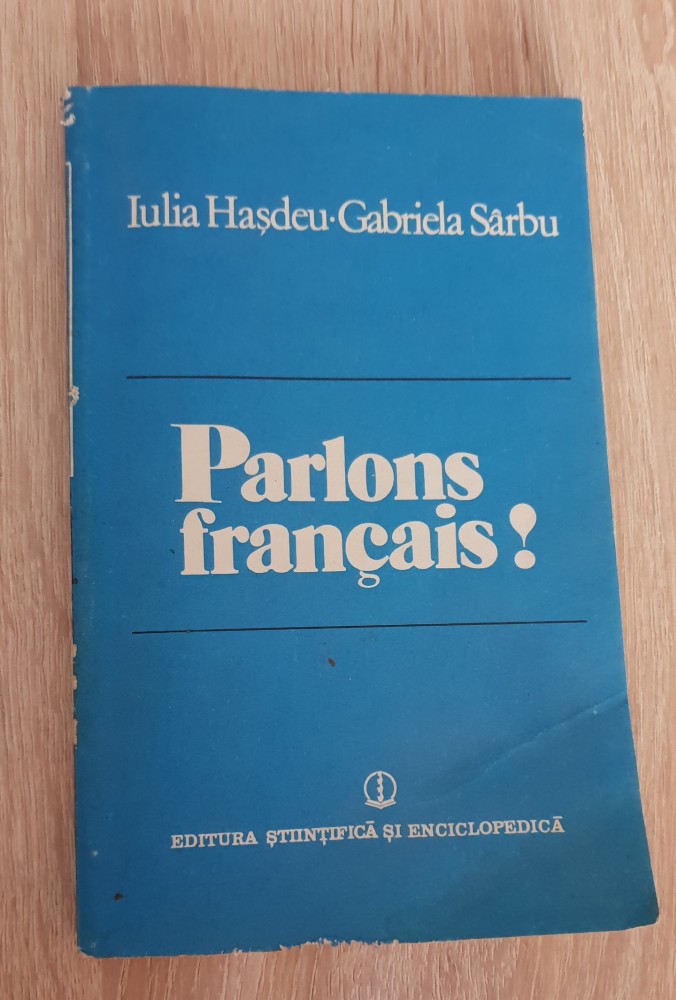 Iulia Hașdeu·Gabriela Sârbu
Parlons
français!
EDITURA ȘTIINȚIFICĂ ȘI ENCICLOPEDICĂ